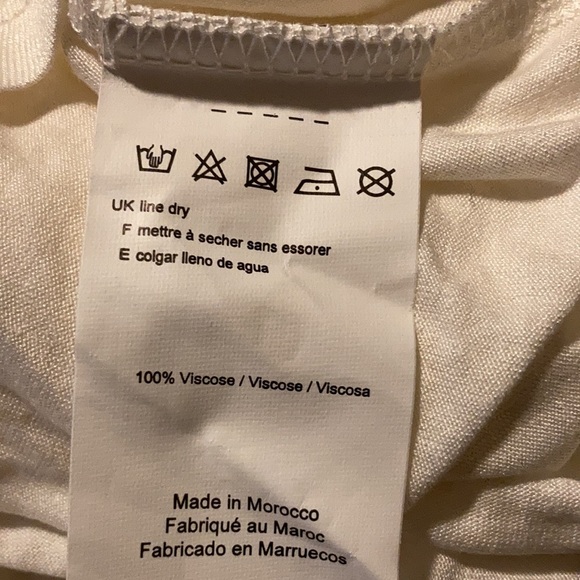 UK line dry
F mettre à secher sans essorer
E colgar lleno de agua
100% Viscose / Viscose / Viscosa
Made in Morocco
Fabriqué au Maroc
Fabricado en Marruecos